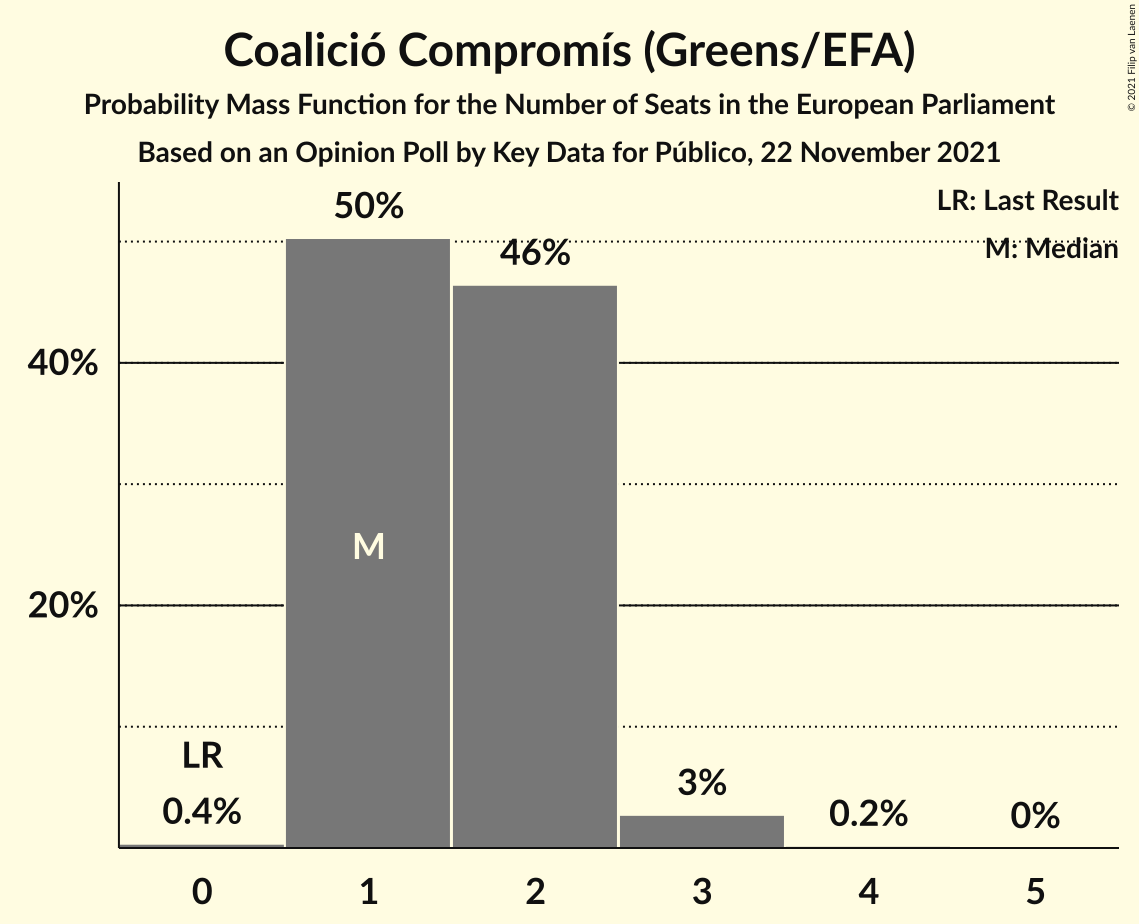 Coalició Compromís (Greens/EFA)
Probability Mass Function for the Number of Seats in the European Parliament
Based on an Opinion Poll by Key Data for Público, 22 November 2021
© 2021 Filip van Laenen
LR: Last Result
M: Median
50%
46%
40%
M
20%
LR
0.4%
3%
0.2%
0%
0 1 2 3 4 5